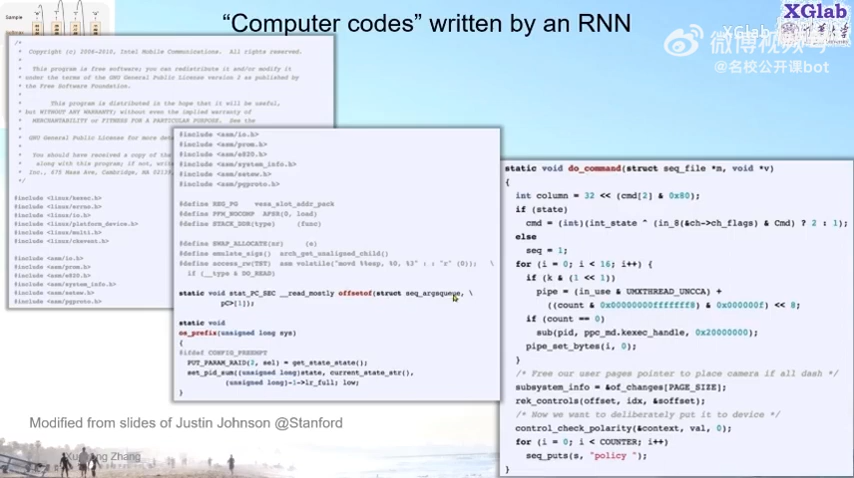 "Computer codes" written by an RNN
XGlab
XGlab
微博视频号
@名校公开课bot
Sample
/*
* Copyright (c) 2006-2010, Intel Mobile Communications. All rights reserved.
*
* This program is free software; you can redistribute it and/or modify it
* under the terms of the GNU General Public License version 2 as published by
* the Free Software Foundation.
*
* This program is distributed in the hope that it will be useful,
* but WITHOUT ANY WARRANTY; without even the implied warranty of
* MERCHANTABILITY or FITNESS FOR A PARTICULAR PURPOSE. See the
*
* GNU General Public License for more
*
* You should have received a copy of the
* along with this program; if not, write
* Inc., 675 Mass Ave, Cambridge, MA 02139,
*/
#include <linux/kexec.h>
#include <linux/errno.h>
#include <linux/io.h>
#include <linux/platform_device.h>
#include <linux/multi.h>
#include <linux/ckevent.h>
#include <asm/io.h>
#include <asm/prom.h>
#include <asm/e820.h>
#include <asm/system_info.h>
#include <asm/setew.h>
#include <asm/pgproto.h>
#include <asm/io.h>
#include <asm/prom.h>
#include <asm/e820.h>
#include <asm/system_info.h>
#include <asm/setew.h>
#include <asm/pgproto.h>
#define REG_PG vesa_slot_addr_pack
#define PFM_NOCOMP AFSR(0, load)
#define STACK_DDR(type) (func)
#define SWAP_ALLOCATE(nr) (e)
#define emulate_sigs() arch_get_unaligned_child()
#define access_rw(TST) asm volatile("movd %%esp, %0, %3" : : "r" (0)); \
if (__type & DO_READ)
static void stat_PC_SEC __read_mostly offsetof(struct seq_argsqueue, \
pC>[1]);
static void
os_prefix(unsigned long sys)
{
#ifdef CONFIG_PREEMPT
PUT_PARAM_RAID(2, sel) = get_state_state();
set_pid_sum((unsigned long)state, current_state_str(),
(unsigned long)-1->lr_full; low;
}
static void do_command(struct seq_file *m, void *v)
{
int column = 32 << (cmd[2] & 0x80);
if (state)
cmd = (int)(int_state ^ (in_8(&ch->ch_flags) & Cmd) ? 2 : 1);
else
seq = 1;
for (i = 0; i < 16; i++) {
if (k & (1 << 1))
pipe = (in_use & UMXTHREAD_UNCCA) +
((count & 0x00000000fffffff8) & 0x000000f) << 8;
if (count == 0)
sub(pid, ppc_md.kexec_handle, 0x20000000);
pipe_set_bytes(i, 0);
}
/* Free our user pages pointer to place camera if all dash */
subsystem_info = &of_changes[PAGE_SIZE];
rek_controls(offset, idx, &soffset);
/* Now we want to deliberately put it to device */
control_check_polarity(&context, val, 0);
for (i = 0; i < COUNTER; i++)
seq_puts(s, "policy ");
}
Modified from slides of Justin Johnson @Stanford
Zhang